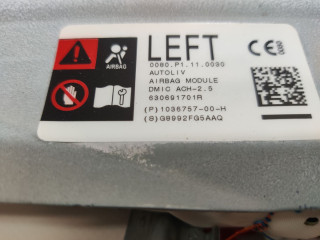 LEFT
CE
0080.P1.11.0095
AUTOLIV
AIRBAG MODULE
DMIC ACH-2.5
630691701R
(P)1036757-00-H
(S)G8992FG5AAQ
AIRBAG